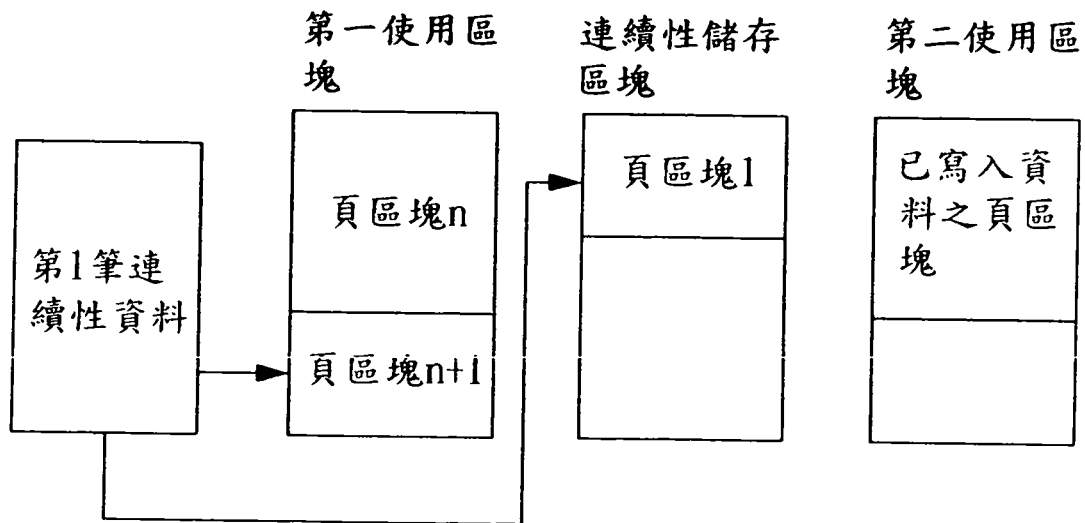 第一使用區
塊
連續性儲存
區塊
第二使用區
塊
第1筆連
續性資料
頁區塊n
頁區塊n+1
頁區塊1
已寫入資
料之頁區
塊